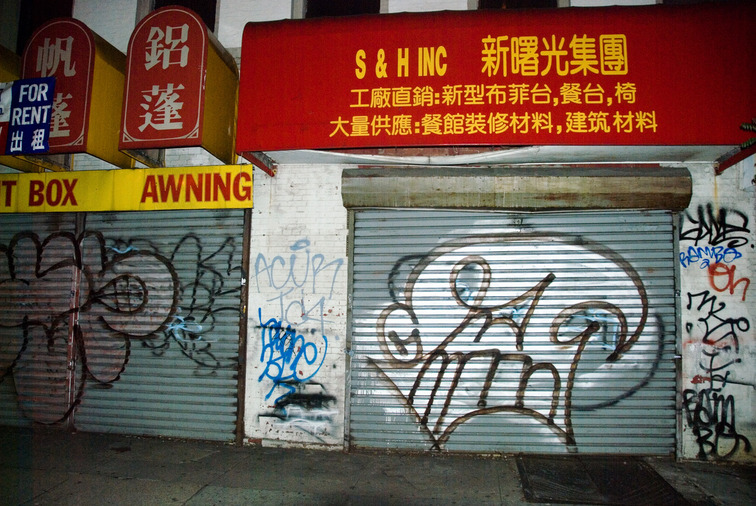 帆蓬
鋁蓬
FOR
RENT
出租
T BOX AWNING
S & H INC 新曙光集團
工廠直銷:新型布菲台,餐台,椅
大量供應:餐館裝修材料,建筑材料